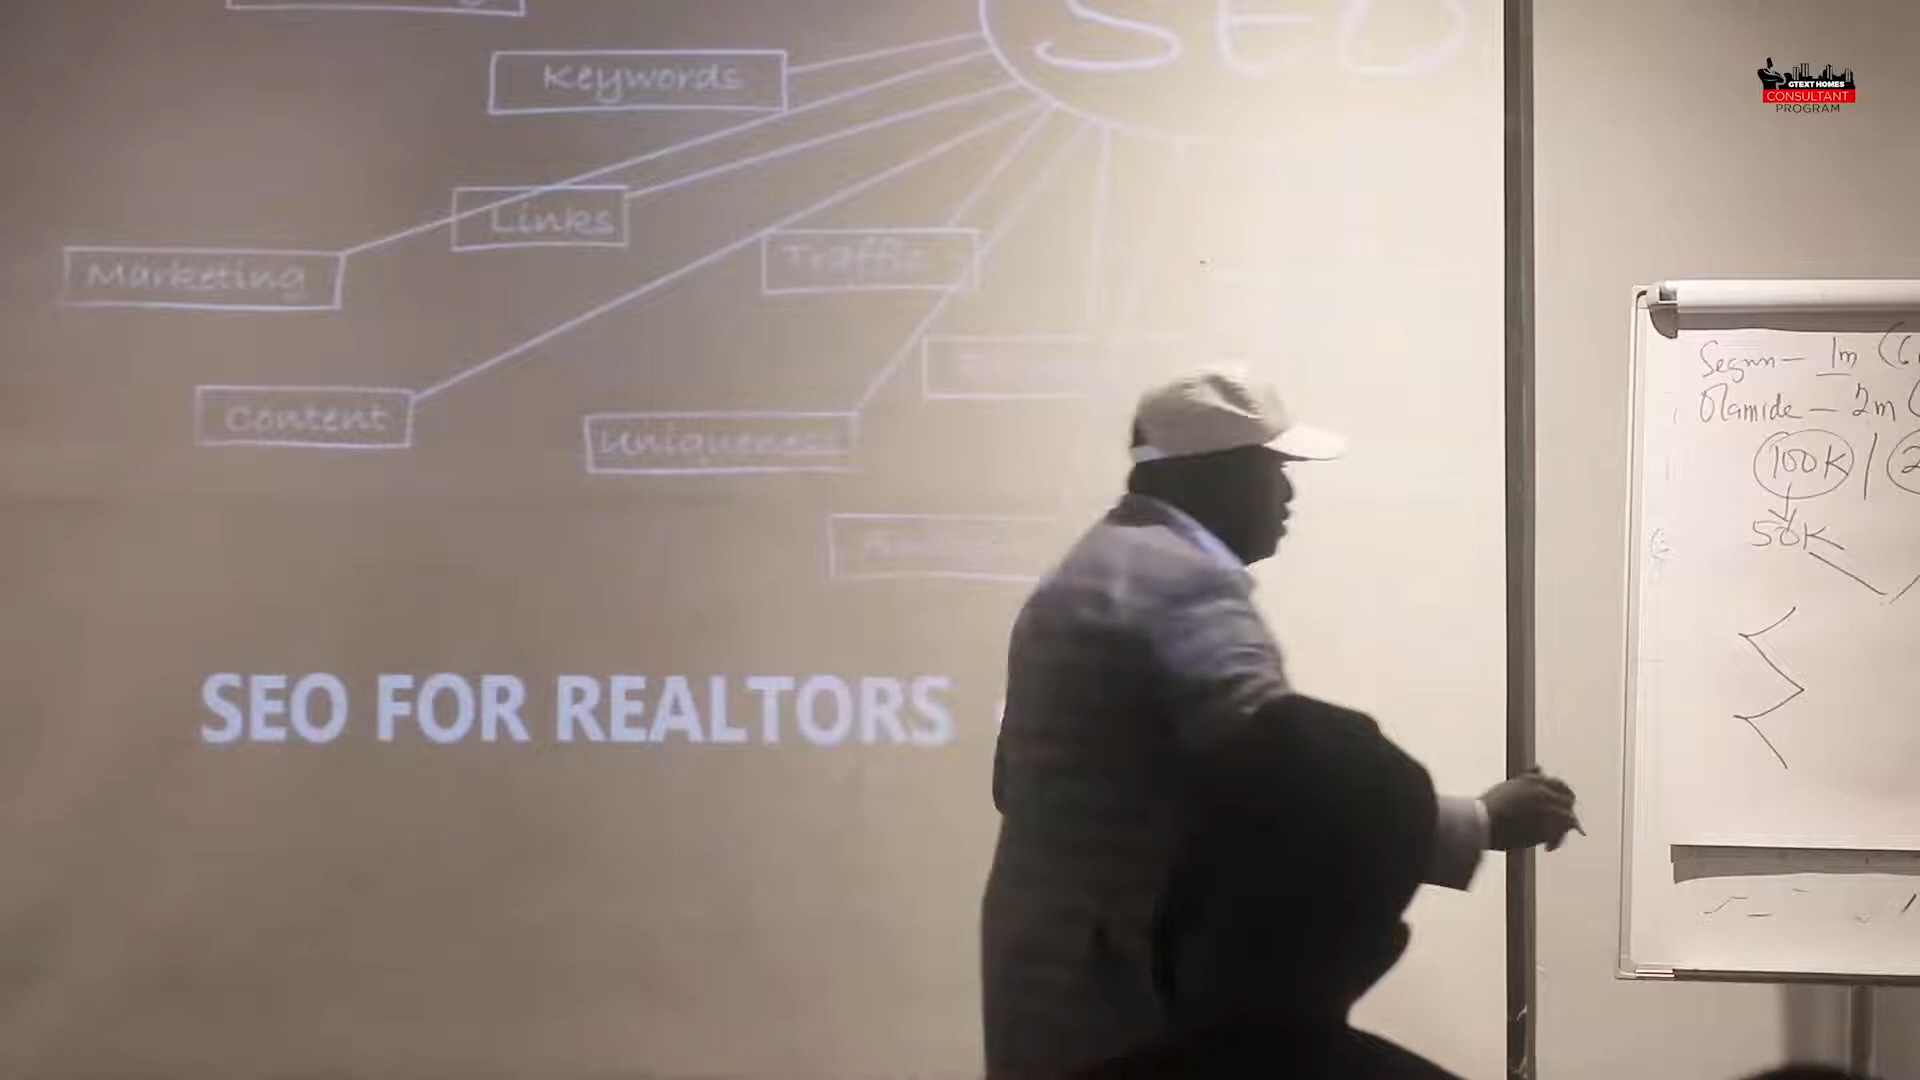 SEO
Keywords
Links
Marketing
Traffic
Content
Uniqueness
SEO FOR REALTORS
GTEXT HOMES
CONSULTANT
PROGRAM
Segun - 1m
Olamide - 2m
100K
50K